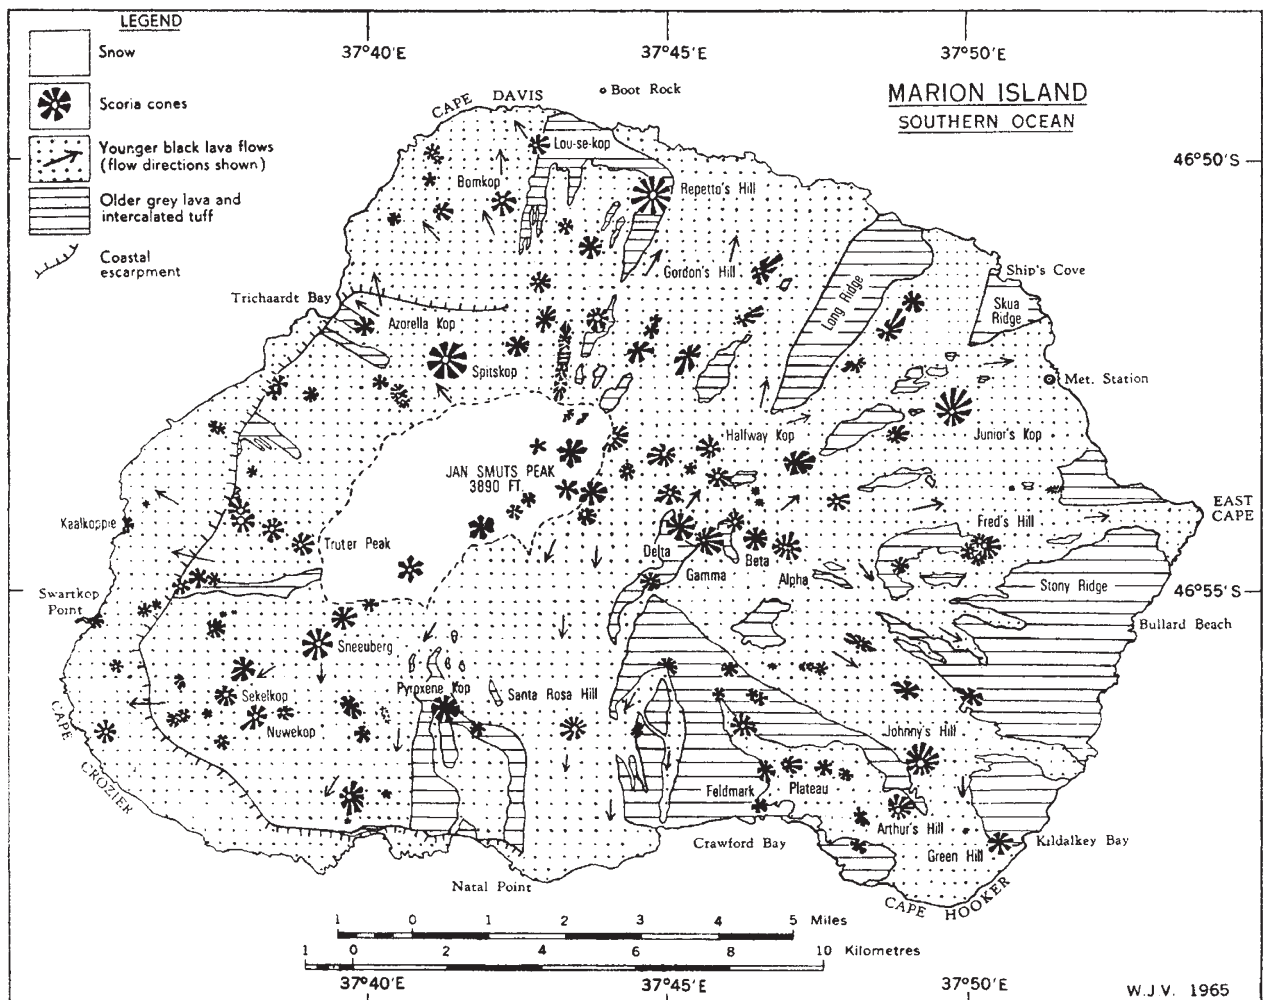 LEGEND
Snow
Scoria cones
Younger black lava flows
(flow directions shown)
Older grey lava and
intercalated tuff
Coastal
escarpment
37°40'E
37°45'E
37°50'E
MARION ISLAND
SOUTHERN OCEAN
CAPE DAVIS
Boot Rock
46°50'S
Lou-se-kop
Bomkop
Repetto's Hill
Gordon's Hill
Long Ridge
Ship's Cove
Skua
Ridge
Trichaardt Bay
Azorella Kop
Spitskop
Met. Station
Junior's Kop
Halfway Kop
JAN SMUTS PEAK
3890 FT.
EAST
CAPE
Kaalkoppie
Fred's Hill
Truter Peak
Delta
Gamma
Beta
Alpha
Stony Ridge
46°55'S
Swartkop
Point
Bullard Beach
Sneeuberg
Pyroxene Kop
Santa Rosa Hill
Sekelkop
Nuwekop
Johnny's Hill
CAPE CROZIER
Feldmark
Plateau
Arthur's Hill
Green Hill
Kildalkey Bay
Crawford Bay
Natal Point
CAPE HOOKER
1 0 1 2 3 4 5 Miles
1 0 2 4 6 8 10 Kilometres
37°40'E
37°45'E
37°50'E
W.J.V. 1965